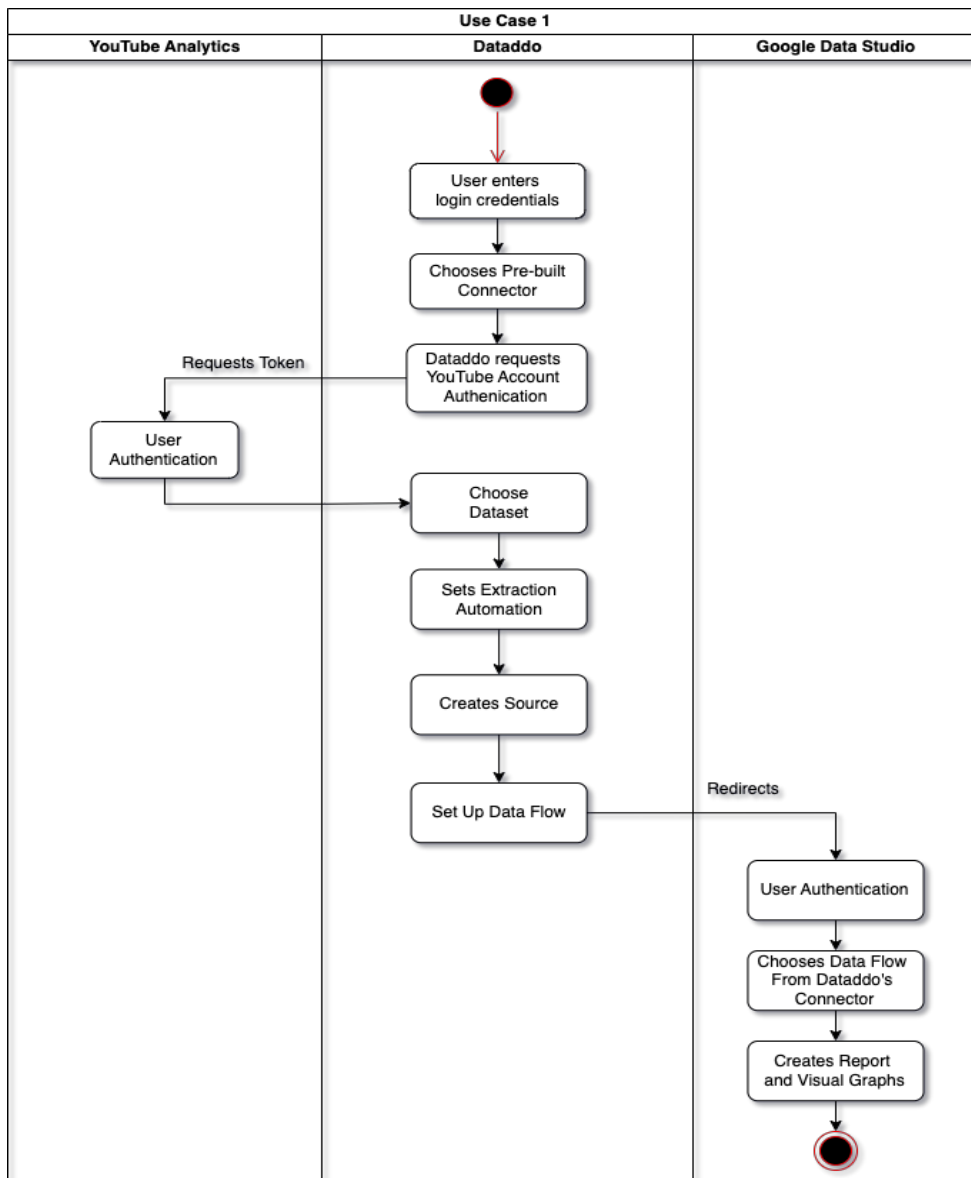 Use Case 1
YouTube Analytics
Dataddo
Google Data Studio
User enters
login credentials
Chooses Pre-built
Connector
Requests Token
Dataddo requests
YouTube Account
Authenication
User
Authentication
Choose
Dataset
Sets Extraction
Automation
Creates Source
Set Up Data Flow
Redirects
User Authentication
Chooses Data Flow
From Dataddo's
Connector
Creates Report
and Visual Graphs